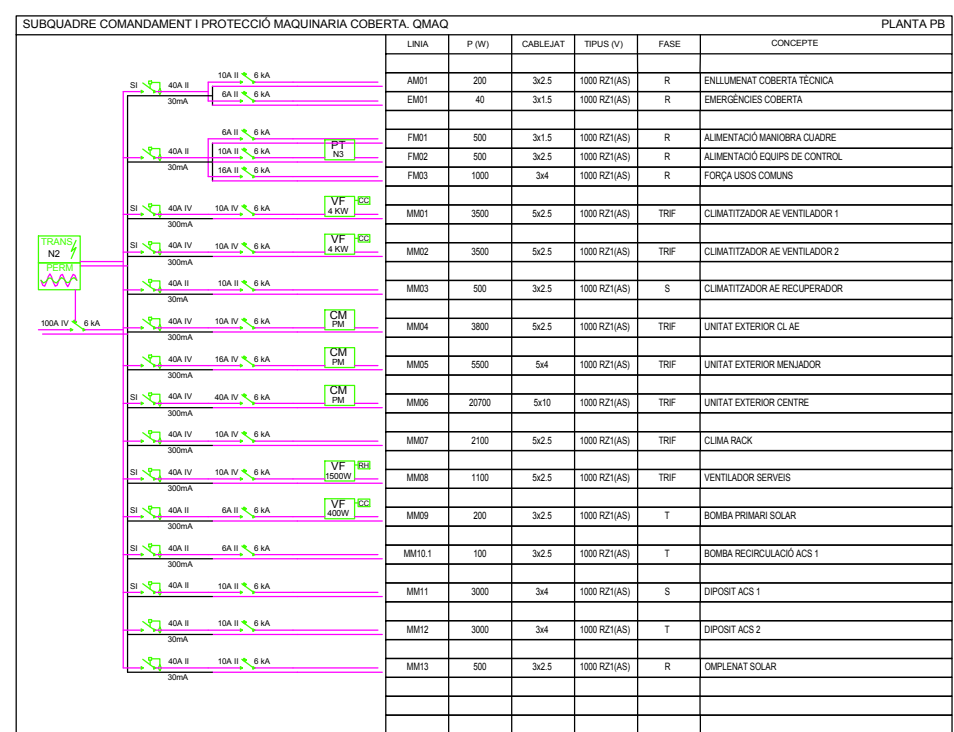 SUBQUADRE COMANDAMENT I PROTECCIÓ MAQUINARIA COBERTA. QMAQ PLANTA PB
LINIA P (W) CABLEJAT TIPUS (V) FASE CONCEPTE
SI 40A II 30mA 10A II 6 kA AM01 200 3x2.5 1000 RZ1(AS) R ENLLUMENAT COBERTA TÈCNICA
6A II 6 kA EM01 40 3x1.5 1000 RZ1(AS) R EMERGÈNCIES COBERTA
6A II 6 kA FM01 500 3x1.5 1000 RZ1(AS) R ALIMENTACIÓ MANIOBRA CUADRE
40A II 30mA 10A II 6 kA PT N3 FM02 500 3x2.5 1000 RZ1(AS) R ALIMENTACIÓ EQUIPS DE CONTROL
16A II 6 kA FM03 1000 3x4 1000 RZ1(AS) R FORÇA USOS COMUNS
SI 40A IV 300mA 10A IV 6 kA VF 4 KW CC MM01 3500 5x2.5 1000 RZ1(AS) TRIF CLIMATITZADOR AE VENTILADOR 1
TRANS N2 PERM
SI 40A IV 300mA 10A IV 6 kA VF 4 KW CC MM02 3500 5x2.5 1000 RZ1(AS) TRIF CLIMATITZADOR AE VENTILADOR 2
40A II 30mA 10A II 6 kA MM03 500 3x2.5 1000 RZ1(AS) S CLIMATITZADOR AE RECUPERADOR
100A IV 6 kA
40A IV 300mA 10A IV 6 kA CM PM MM04 3800 5x2.5 1000 RZ1(AS) TRIF UNITAT EXTERIOR CL AE
40A IV 300mA 16A IV 6 kA CM PM MM05 5500 5x4 1000 RZ1(AS) TRIF UNITAT EXTERIOR MENJADOR
SI 40A IV 300mA 40A IV 6 kA CM PM MM06 20700 5x10 1000 RZ1(AS) TRIF UNITAT EXTERIOR CENTRE
40A IV 300mA 10A IV 6 kA MM07 2100 5x2.5 1000 RZ1(AS) TRIF CLIMA RACK
SI 40A IV 300mA 10A IV 6 kA VF 1500W RH MM08 1100 5x2.5 1000 RZ1(AS) TRIF VENTILADOR SERVEIS
SI 40A II 300mA 6A II 6 kA VF 400W CC MM09 200 3x2.5 1000 RZ1(AS) T BOMBA PRIMARI SOLAR
SI 40A II 300mA 6A II 6 kA MM10.1 100 3x2.5 1000 RZ1(AS) T BOMBA RECIRCULACIÓ ACS 1
SI 40A II 30mA 10A II 6 kA MM11 3000 3x4 1000 RZ1(AS) S DIPOSIT ACS 1
40A II 30mA 10A II 6 kA MM12 3000 3x4 1000 RZ1(AS) T DIPOSIT ACS 2
40A II 30mA 10A II 6 kA MM13 500 3x2.5 1000 RZ1(AS) R OMPLENAT SOLAR